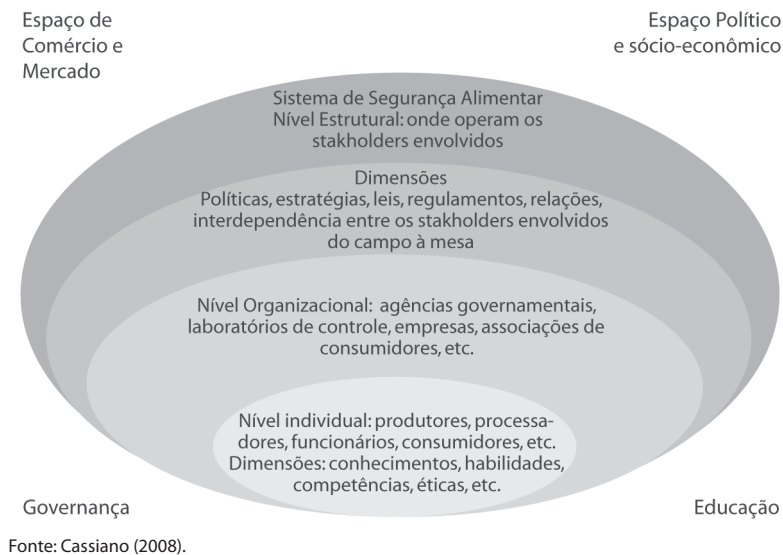 Espaço de
Comércio e
Mercado
Espaço Político
e sócio-econômico
Sistema de Segurança Alimentar
Nível Estrutural: onde operam os
stakholders envolvidos
Dimensões
Políticas, estratégias, leis, regulamentos, relações,
interdependência entre os stakholders envolvidos
do campo à mesa
Nível Organizacional: agências governamentais,
laboratórios de controle, empresas, associações de
consumidores, etc.
Nível individual: produtores, processa-
dores, funcionários, consumidores, etc.
Dimensões: conhecimentos, habilidades,
competências, éticas, etc.
Governança
Educação
Fonte: Cassiano (2008).